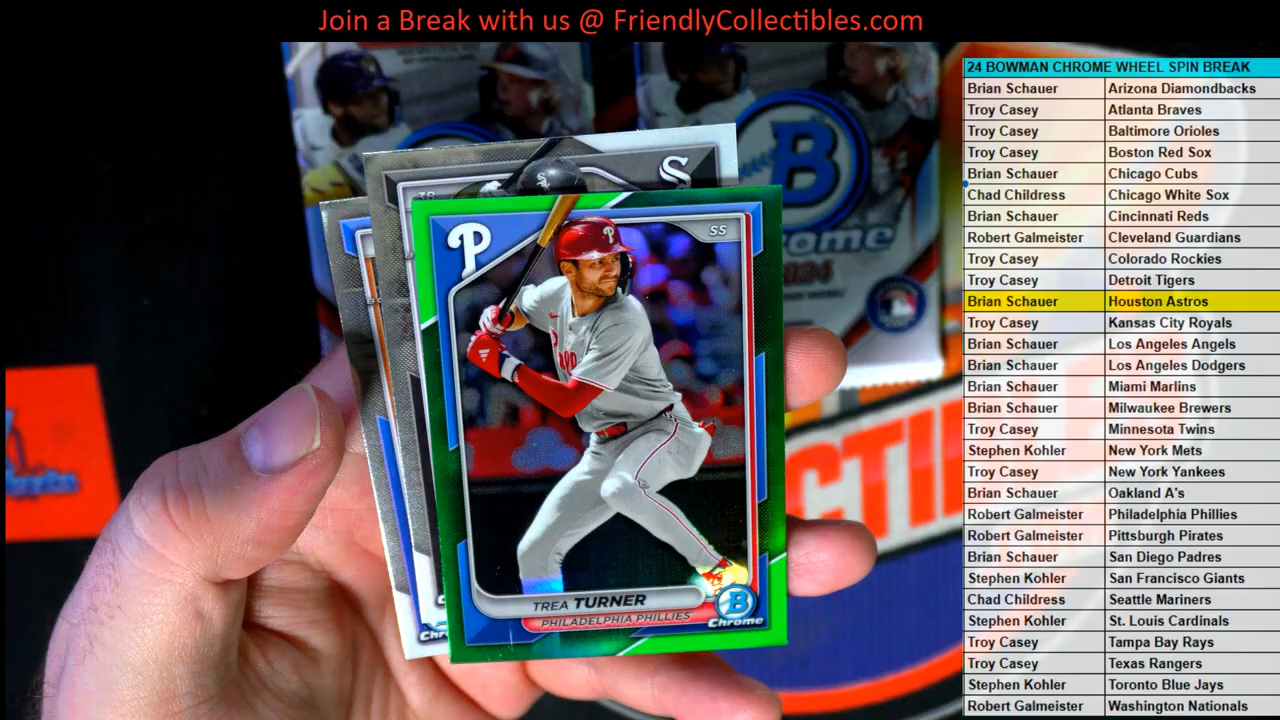 Join a Break with us @ FriendlyCollectibles.com
24 BOWMAN CHROME WHEEL SPIN BREAK
Brian Schauer Arizona Diamondbacks
Troy Casey Atlanta Braves
Troy Casey Baltimore Orioles
Troy Casey Boston Red Sox
Brian Schauer Chicago Cubs
Chad Childress Chicago White Sox
Brian Schauer Cincinnati Reds
Robert Galmeister Cleveland Guardians
Troy Casey Colorado Rockies
Troy Casey Detroit Tigers
Brian Schauer Houston Astros
Troy Casey Kansas City Royals
Brian Schauer Los Angeles Angels
Brian Schauer Los Angeles Dodgers
Brian Schauer Miami Marlins
Brian Schauer Milwaukee Brewers
Troy Casey Minnesota Twins
Stephen Kohler New York Mets
Troy Casey New York Yankees
Brian Schauer Oakland A's
Robert Galmeister Philadelphia Phillies
Robert Galmeister Pittsburgh Pirates
Brian Schauer San Diego Padres
Stephen Kohler San Francisco Giants
Chad Childress Seattle Mariners
Stephen Kohler St. Louis Cardinals
Troy Casey Tampa Bay Rays
Troy Casey Texas Rangers
Stephen Kohler Toronto Blue Jays
Robert Galmeister Washington Nationals
B
2024
3B
P
SS
TREA TURNER
PHILADELPHIA PHILLIES
B
Chrome